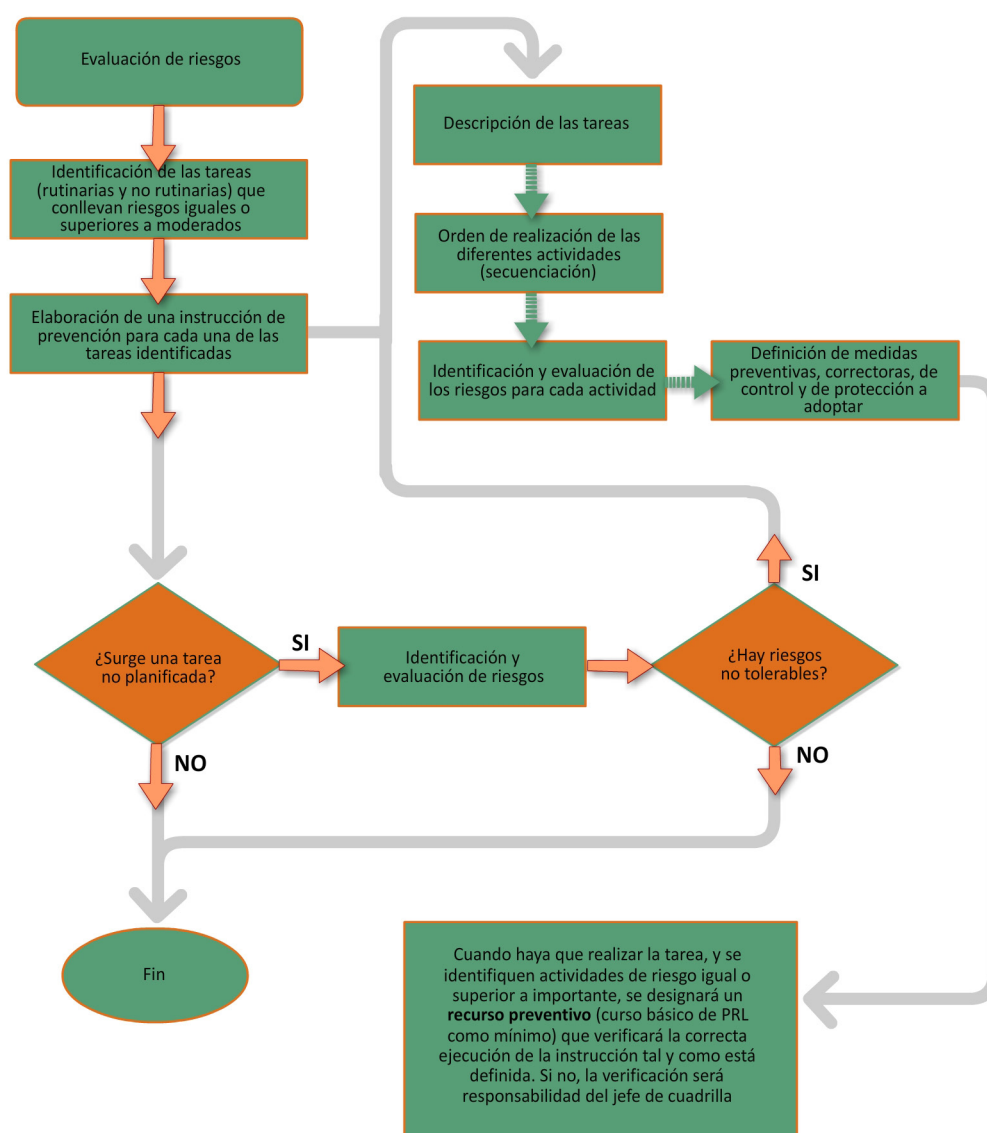 Evaluación de riesgos
Identificación de las tareas
(rutinarias y no rutinarias) que
conllevan riesgos iguales o
superiores a moderados
Elaboración de una instrucción de
prevención para cada una de las
tareas identificadas
Descripción de las tareas
Orden de realización de las
diferentes actividades
(secuenciación)
Identificación y evaluación de
los riesgos para cada actividad
Definición de medidas
preventivas, correctoras, de
control y de protección a
adoptar
¿Surge una tarea
no planificada?
SI
NO
Identificación y
evaluación de riesgos
¿Hay riesgos
no tolerables?
SI
NO
Fin
Cuando haya que realizar la tarea, y se
identifiquen actividades de riesgo igual o
superior a importante, se designará un
recurso preventivo (curso básico de PRL
como mínimo) que verificará la correcta
ejecución de la instrucción tal y como está
definida. Si no, la verificación será
responsabilidad del jefe de cuadrilla